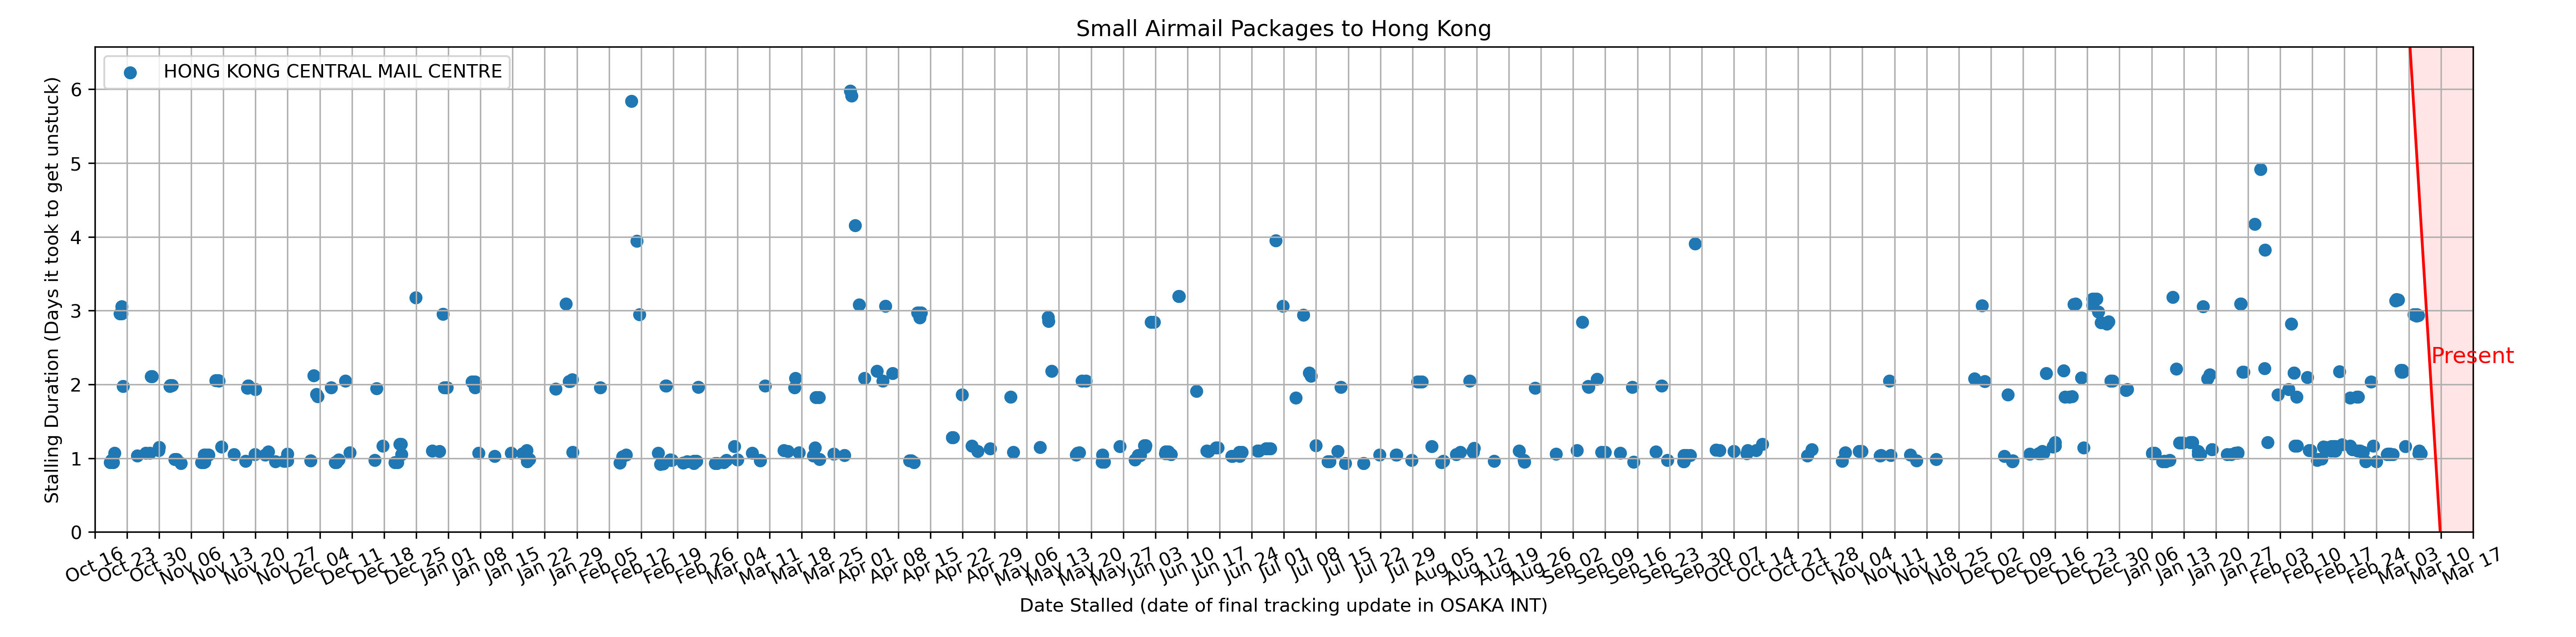 Small Airmail Packages to Hong Kong
HONG KONG CENTRAL MAIL CENTRE
Stalling Duration (Days it took to get unstuck)
6
5
4
3
2
1
0
Present
Oct 16 Oct 23 Oct 30 Nov 06 Nov 13 Nov 20 Nov 27 Dec 04 Dec 11 Dec 18 Dec 25 Jan 01 Jan 08 Jan 15 Jan 22 Jan 29 Feb 05 Feb 12 Feb 19 Feb 26 Mar 04 Mar 11 Mar 18 Mar 25 Apr 01 Apr 08 Apr 15 Apr 22 Apr 29 May 06 May 13 May 20 May 27 Jun 03 Jun 10 Jun 17 Jun 24 Jul 01 Jul 08 Jul 15 Jul 22 Jul 29 Aug 05 Aug 12 Aug 19 Aug 26 Sep 02 Sep 09 Sep 16 Sep 23 Sep 30 Oct 07 Oct 14 Oct 21 Oct 28 Nov 04 Nov 11 Nov 18 Nov 25 Dec 02 Dec 09 Dec 16 Dec 23 Dec 30 Jan 06 Jan 13 Jan 20 Jan 27 Feb 03 Feb 10 Feb 17 Feb 24 Mar 03 Mar 10 Mar 17
Date Stalled (date of final tracking update in OSAKA INT)